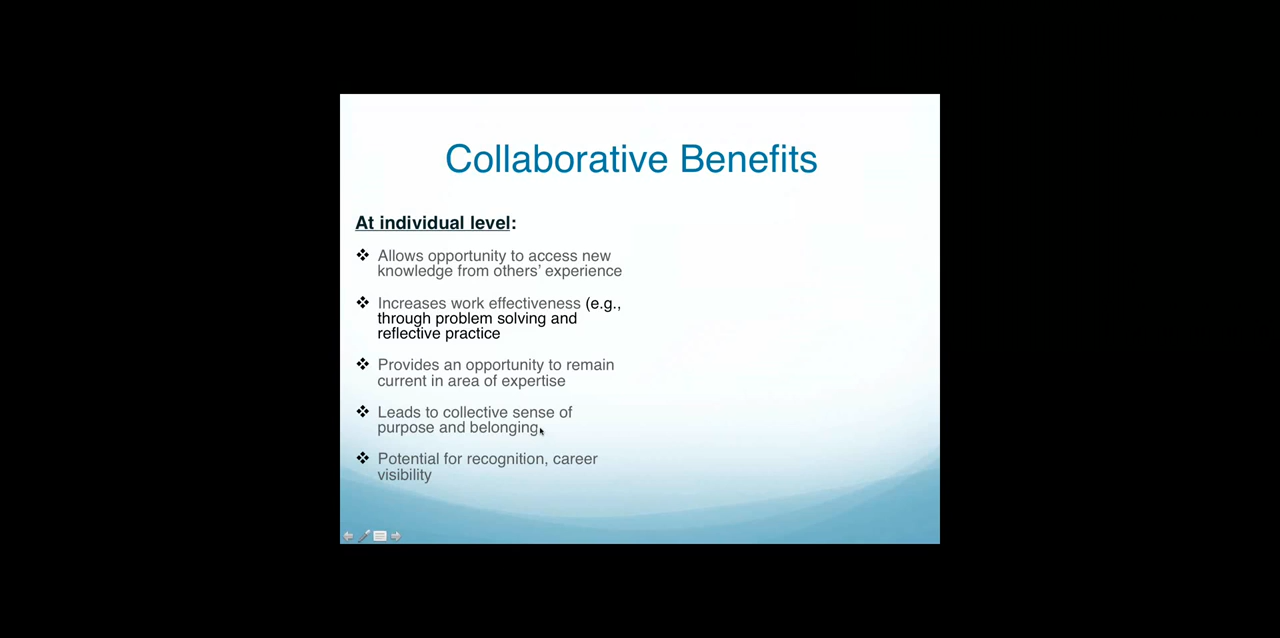 Collaborative Benefits
At individual level:
❖ Allows opportunity to access new
knowledge from others’ experience
❖ Increases work effectiveness (e.g.,
through problem solving and
reflective practice
❖ Provides an opportunity to remain
current in area of expertise
❖ Leads to collective sense of
purpose and belonging
❖ Potential for recognition, career
visibility